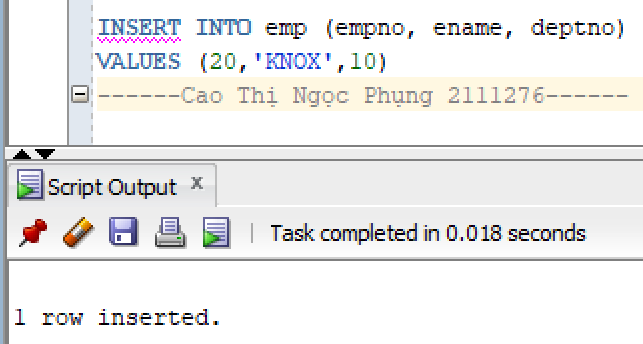 INSERT INTO emp (empno, ename, deptno)
VALUES (20,'KNOX',10)
------Cao Thị Ngọc Phụng 2111276------
Script Output x
Task completed in 0.018 seconds
1 row inserted.